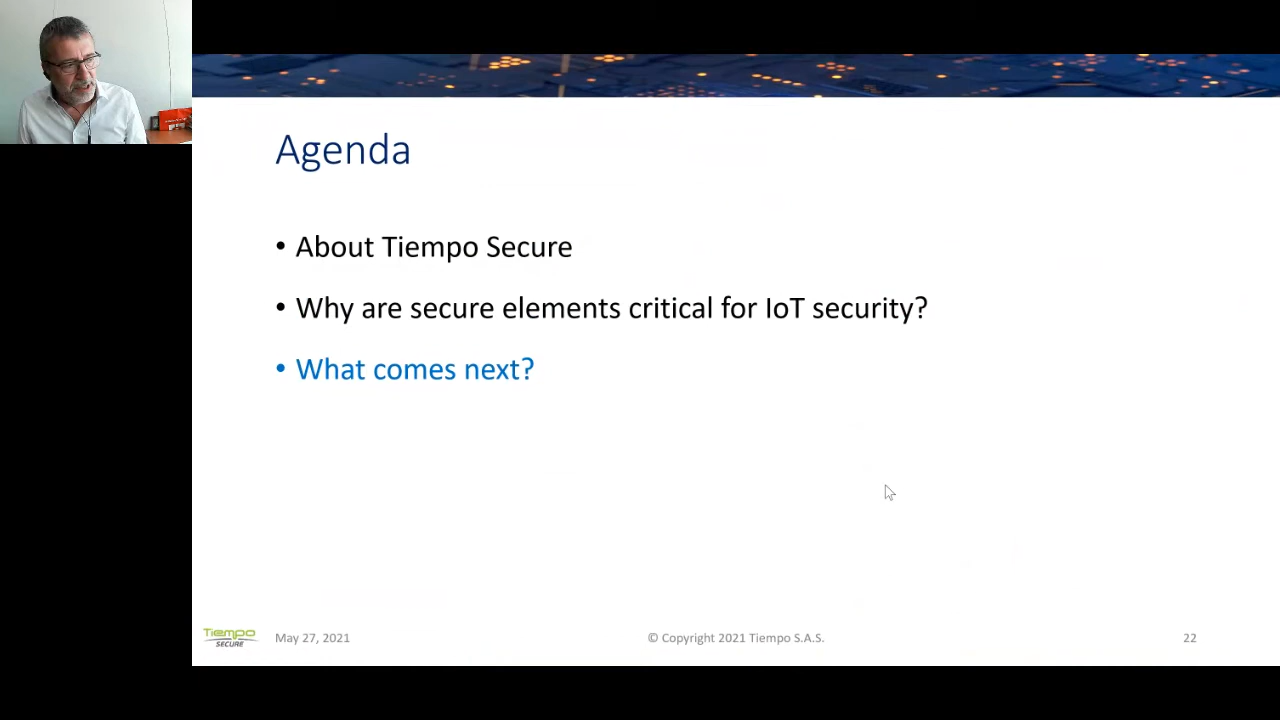 Agenda
• About Tiempo Secure
• Why are secure elements critical for IoT security?
• What comes next?
Tiempo
SECURE
May 27, 2021
© Copyright 2021 Tiempo S.A.S.
22